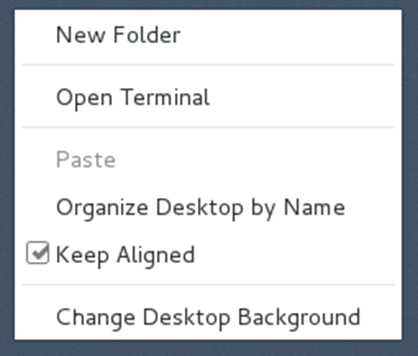 New Folder
Open Terminal
Paste
Organize Desktop by Name
Keep Aligned
Change Desktop Background